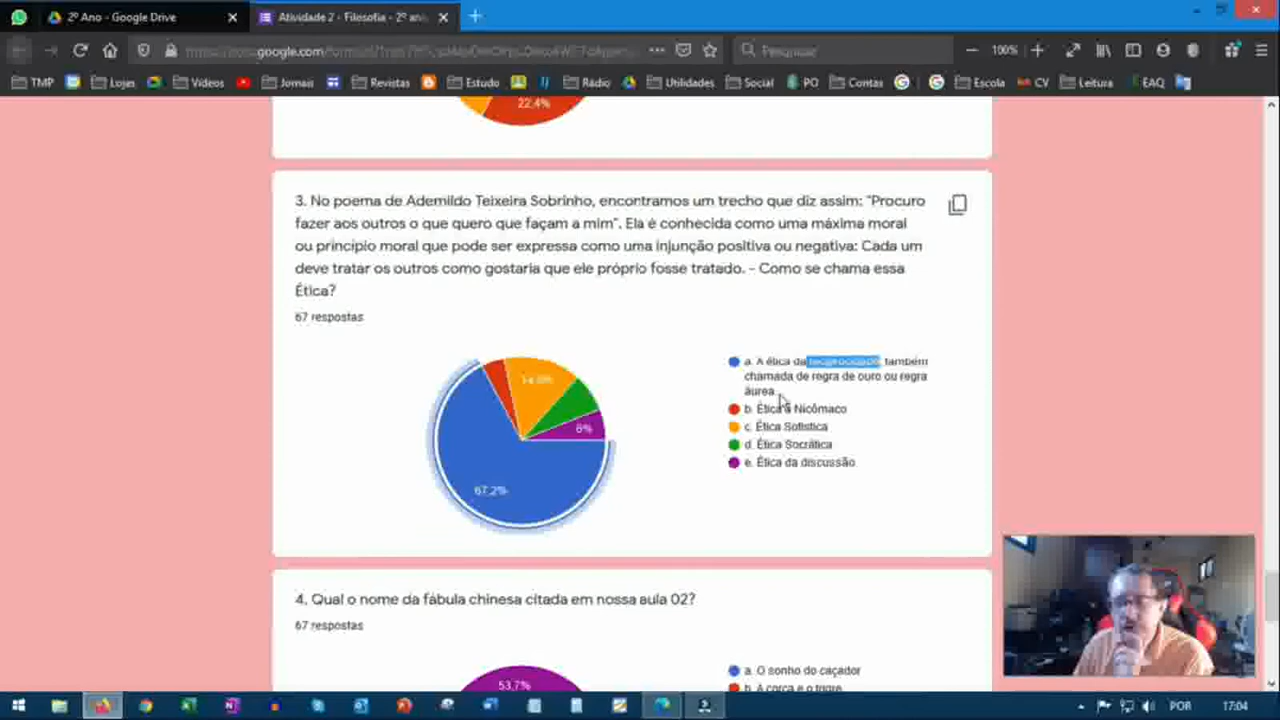 2º Ano - Google Drive
Atividade 2 - Filosofia - 2º an
google.com
100%
TMP Lojas Vídeos Jornais Revistas Estudo Rádio Utilidades Social PO Contas Escola CV Leitura EAQ
22,4%
3. No poema de Ademildo Teixeira Sobrinho, encontramos um trecho que diz assim: "Procuro
fazer aos outros o que quero que façam a mim". Ela é conhecida como uma máxima moral
ou princípio moral que pode ser expressa como uma injunção positiva ou negativa: Cada um
deve tratar os outros como gostaria que ele próprio fosse tratado. - Como se chama essa
Ética?
67 respostas
a. A ética da também
chamada de regra de ouro ou regra
áurea
b. Ética a Nicômaco
c. Ética Sofística
d. Ética Socrática
e. Ética da discussão
6%
67,2%
4. Qual o nome da fábula chinesa citada em nossa aula 02?
67 respostas
53,7%
a. O sonho do caçador
b. A corça e o tigre
POR 17:04